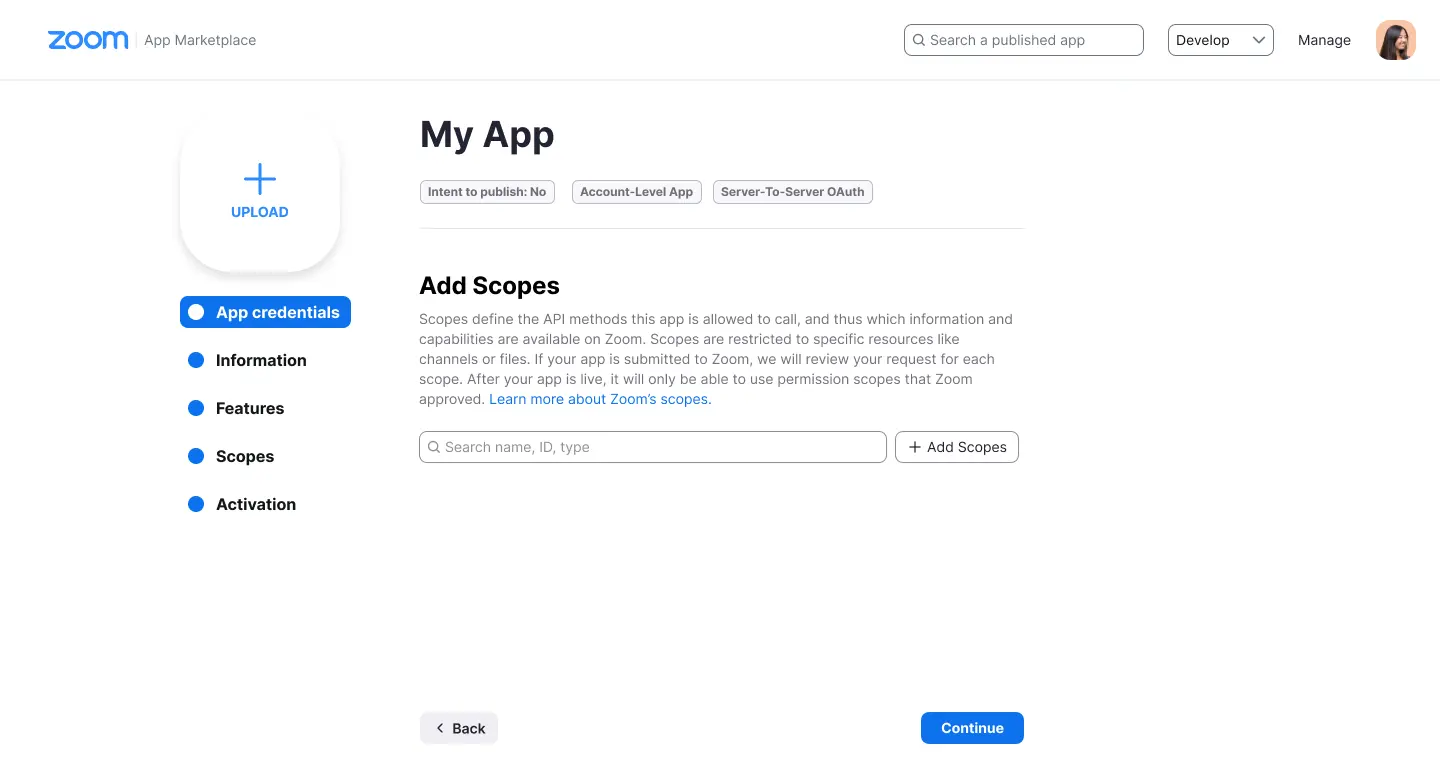 zoom App Marketplace
Search a published app
Develop
Manage
UPLOAD
App credentials
Information
Features
Scopes
Activation
My App
Intent to publish: No
Account-Level App
Server-To-Server OAuth
Add Scopes
Scopes define the API methods this app is allowed to call, and thus which information and
capabilities are available on Zoom. Scopes are restricted to specific resources like
channels or files. If your app is submitted to Zoom, we will review your request for each
scope. After your app is live, it will only be able to use permission scopes that Zoom
approved. Learn more about Zoom’s scopes.
Search name, ID, type
Add Scopes
Back
Continue